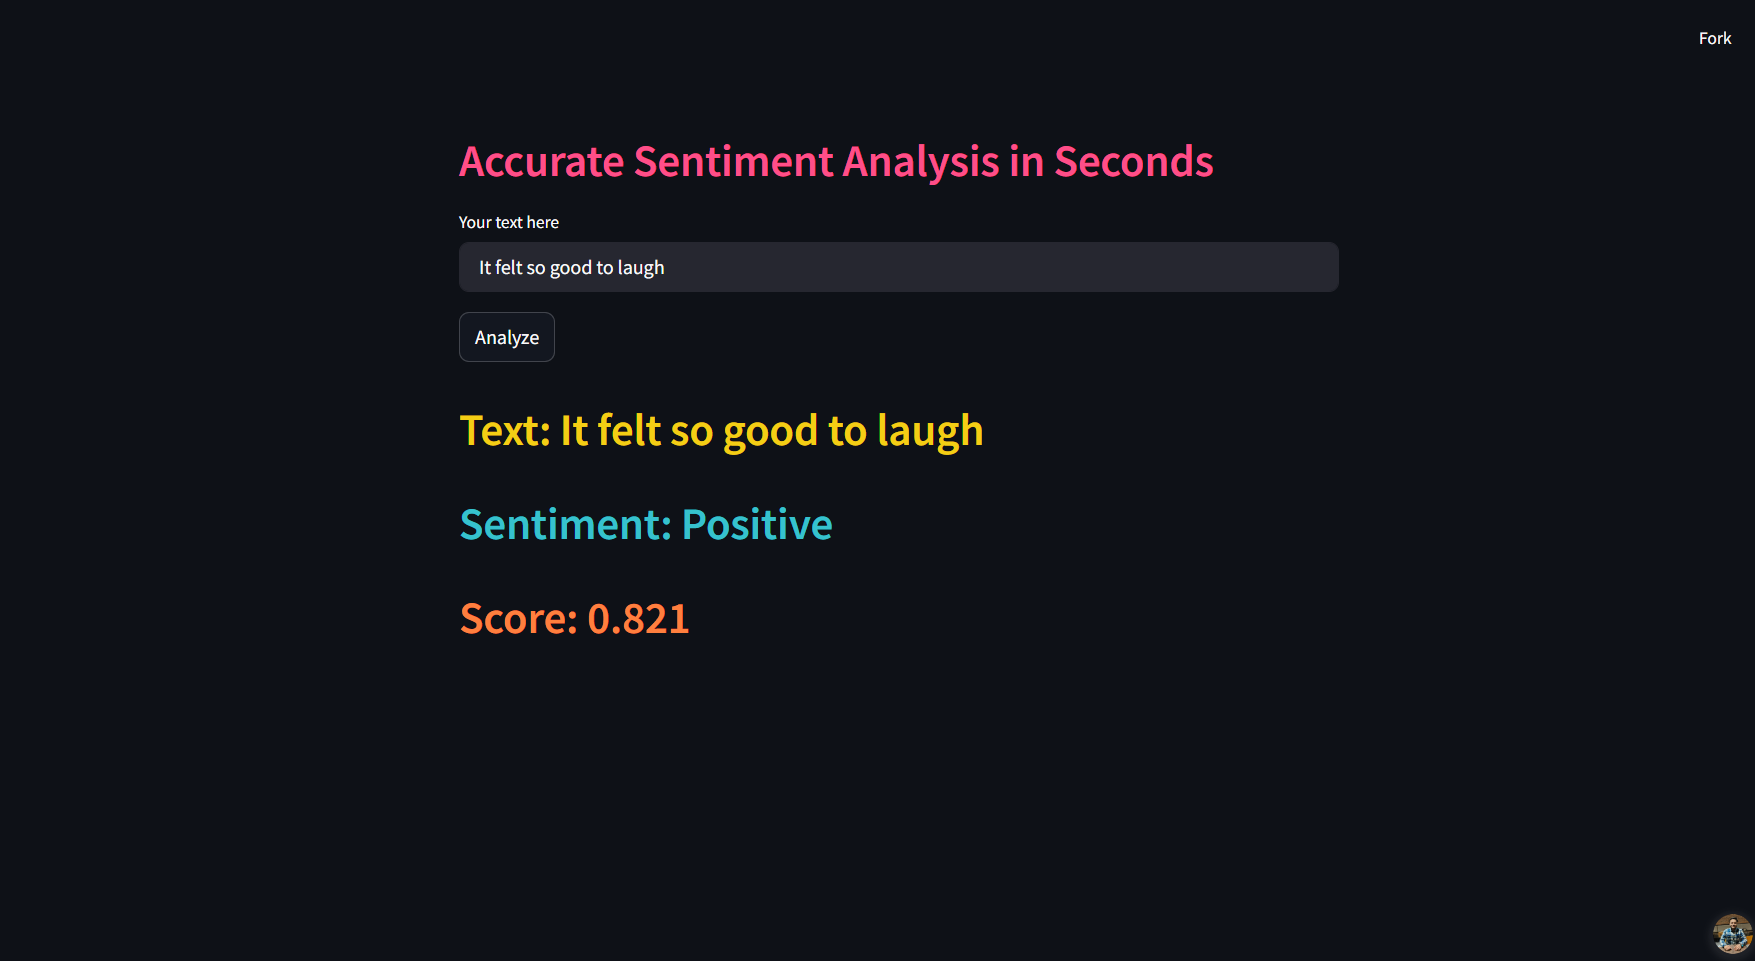 Fork
Accurate Sentiment Analysis in Seconds
Your text here
It felt so good to laugh
Analyze
Text: It felt so good to laugh
Sentiment: Positive
Score: 0.821